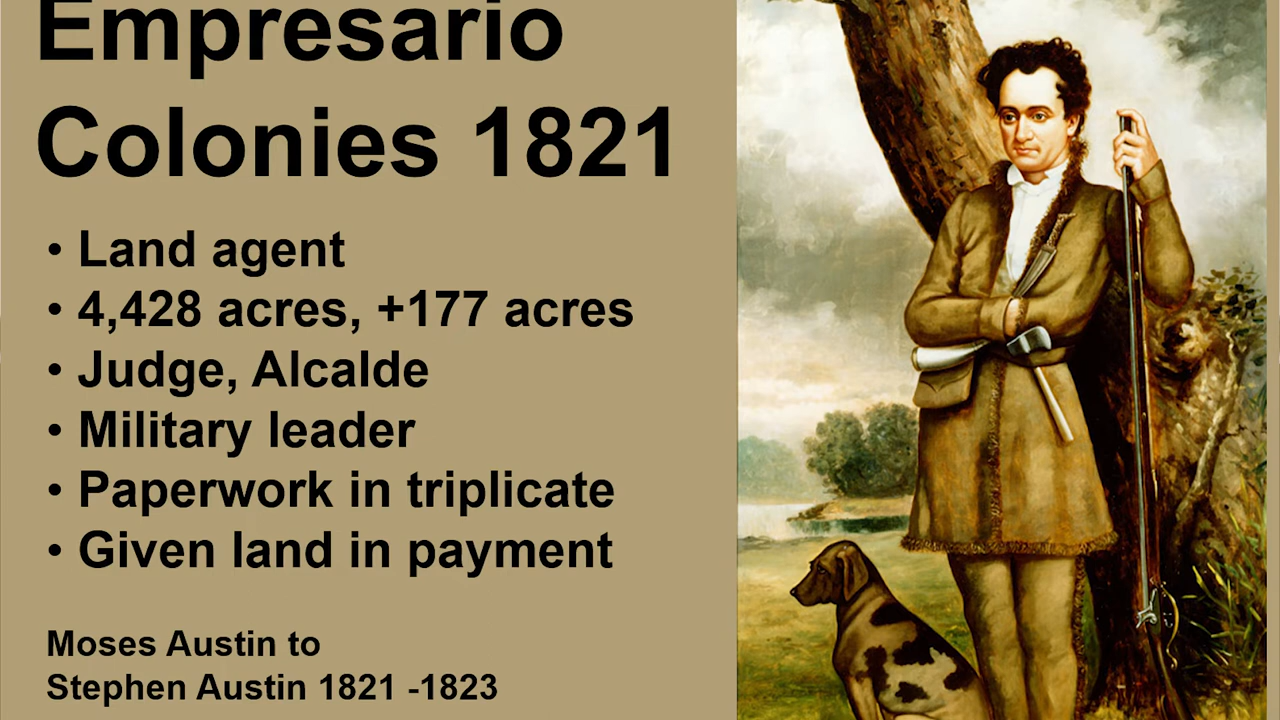 Empresario
Colonies 1821
• Land agent
• 4,428 acres, +177 acres
• Judge, Alcalde
• Military leader
• Paperwork in triplicate
• Given land in payment
Moses Austin to
Stephen Austin 1821 -1823